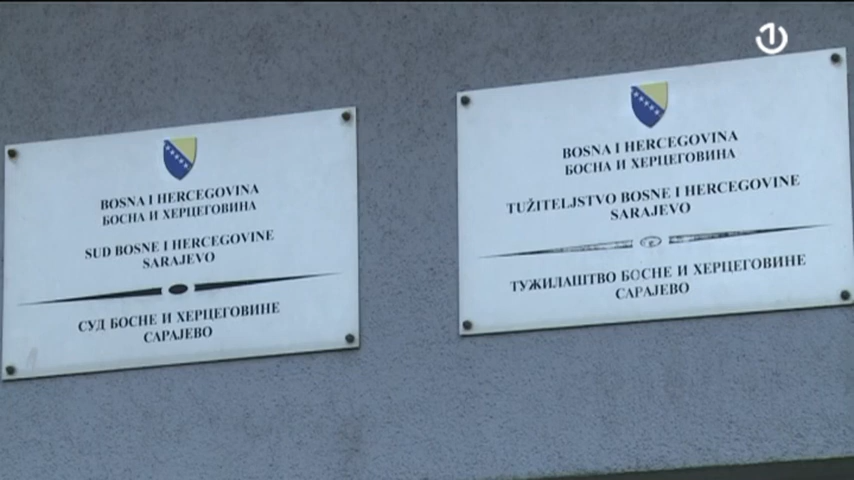 BOSNA I HERCEGOVINA
БОСНА И ХЕРЦЕГОВИНА
SUD BOSNE I HERCEGOVINE
SARAJEVO
СУД БОСНЕ И ХЕРЦЕГОВИНЕ
САРАЈЕВО
BOSNA I HERCEGOVINA
БОСНА И ХЕРЦЕГОВИНА
TUŽITELJSTVO BOSNE I HERCEGOVINE
SARAJEVO
ТУЖИЛАШТВО БОСНЕ И ХЕРЦЕГОВИНЕ
САРАЈЕВО
1